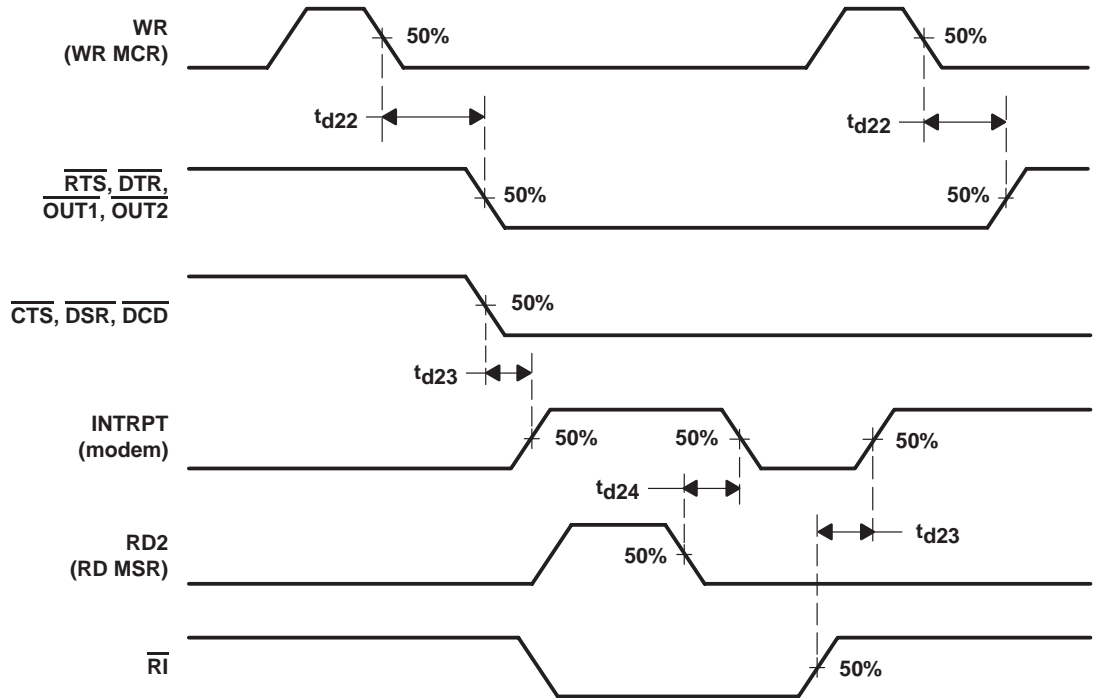 WR
(WR MCR)
50%
50%
td22
td22
RTS, DTR,
OUT1, OUT2
50%
50%
CTS, DSR, DCD
50%
td23
INTRPT
(modem)
50%
50%
50%
td24
td23
RD2
(RD MSR)
50%
RI
50%